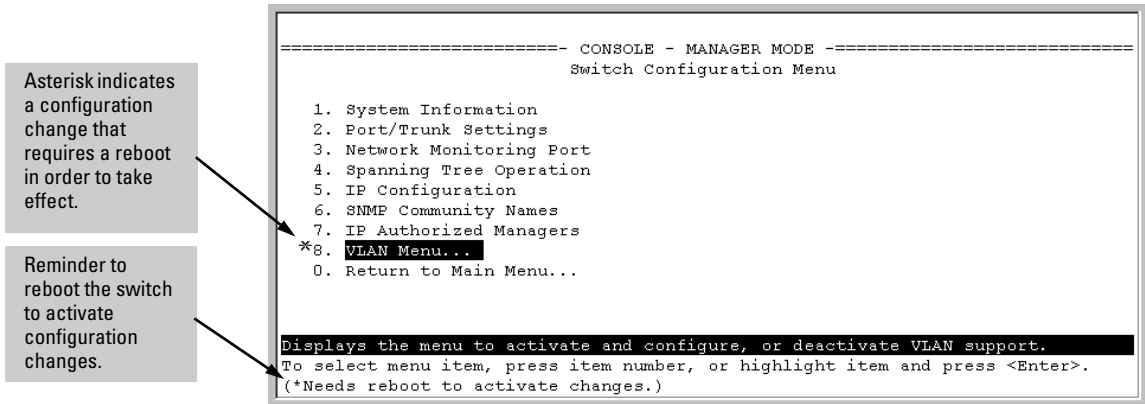 Asterisk indicates
a configuration
change that
requires a reboot
in order to take
effect.
Reminder to
reboot the switch
to activate
configuration
changes.
==========================- CONSOLE - MANAGER MODE -============================
Switch Configuration Menu
1. System Information
2. Port/Trunk Settings
3. Network Monitoring Port
4. Spanning Tree Operation
5. IP Configuration
6. SNMP Community Names
7. IP Authorized Managers
*8. VLAN Menu...
0. Return to Main Menu...
Displays the menu to activate and configure, or deactivate VLAN support.
To select menu item, press item number, or highlight item and press <Enter>.
(*Needs reboot to activate changes.)